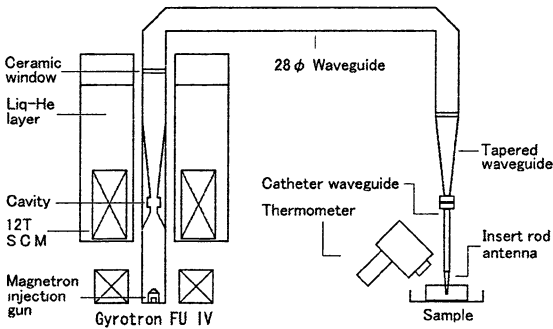 Ceramic
window
28φ Waveguide
Liq-He
layer
Tapered
waveguide
Catheter waveguide
Cavity
Thermometer
12T
S C M
Insert rod
antenna
Magnetron
injection
gun
Sample
Gyrotron FU IV